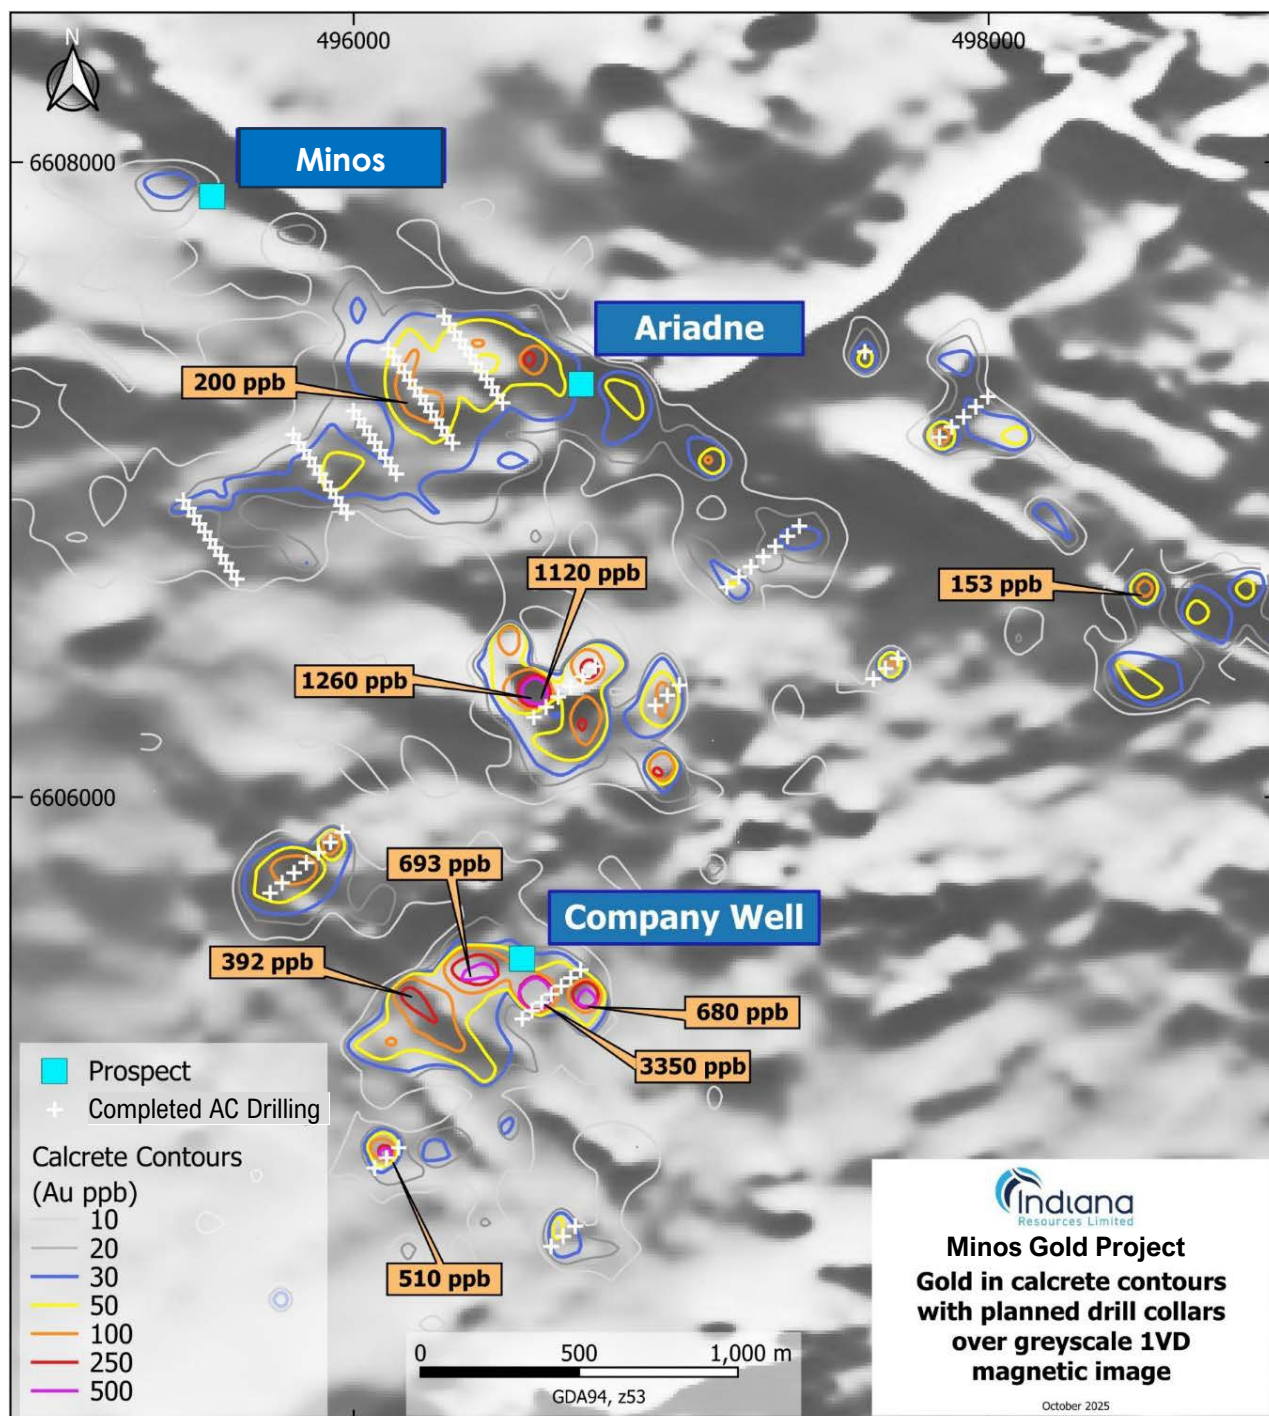 496000
498000
N
Minos
6608000
Ariadne
200 ppb
1120 ppb
153 ppb
1260 ppb
6606000
693 ppb
Company Well
392 ppb
680 ppb
3350 ppb
510 ppb
Prospect
Completed AC Drilling
Calcrete Contours
(Au ppb)
10
20
30
50
100
250
500
0 500 1,000 m
GDA94, z53
Indiana
Resources Limited
Minos Gold Project
Gold in calcrete contours
with planned drill collars
over greyscale 1VD
magnetic image
October 2025